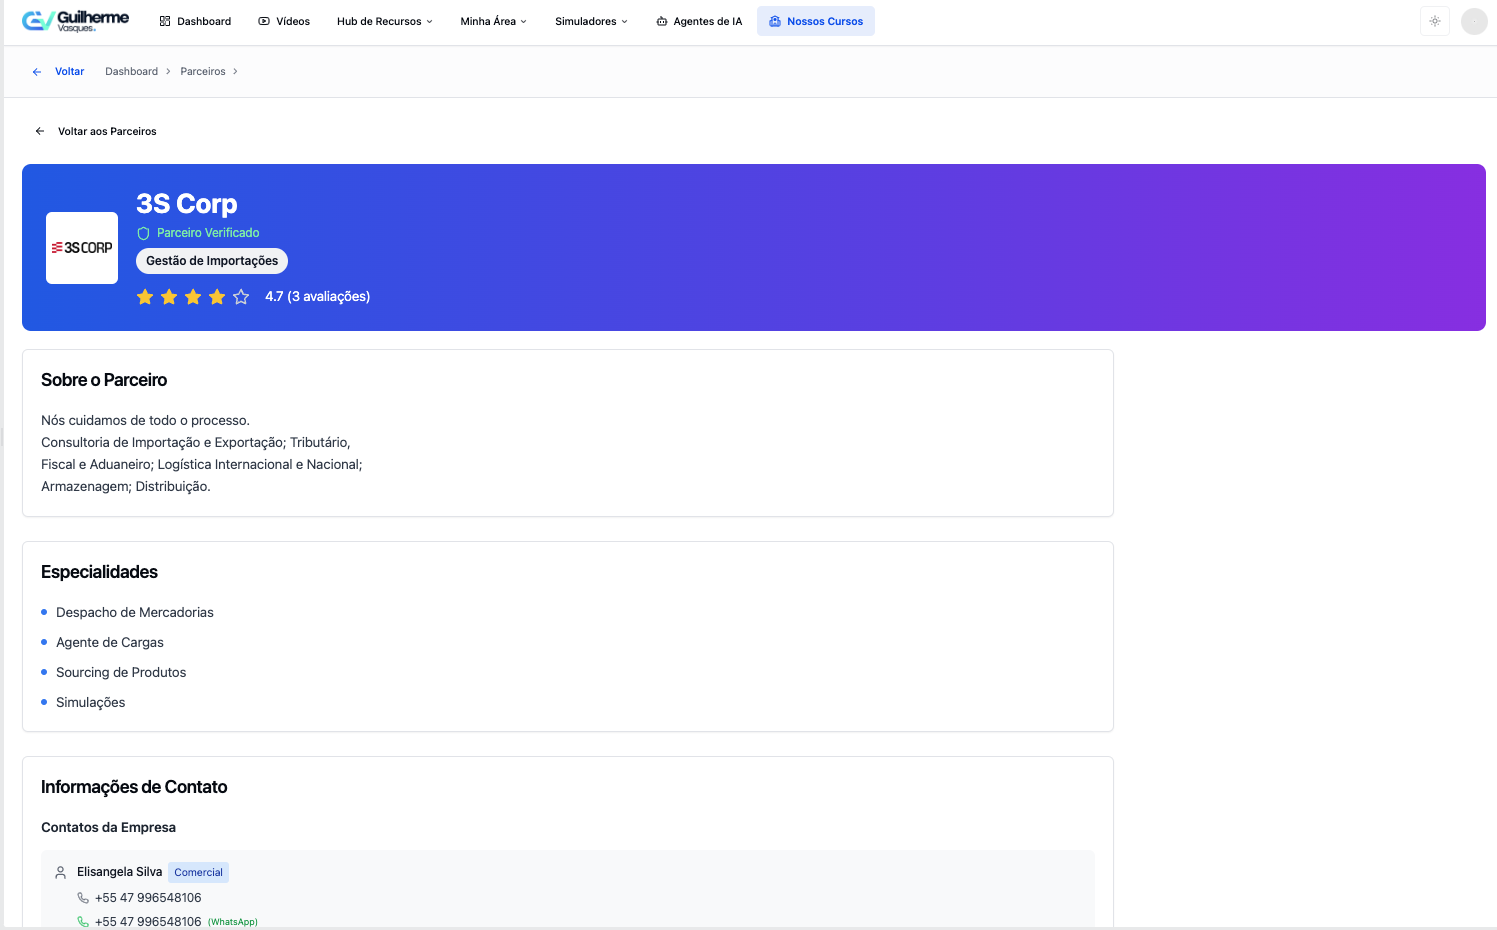 GV Guilherme
Vasques.
Dashboard
Vídeos
Hub de Recursos
Minha Área
Simuladores
Agentes de IA
Nossos Cursos
Voltar
Dashboard
Parceiros
Voltar aos Parceiros
3S CORP
3S Corp
Parceiro Verificado
Gestão de Importações
4.7 (3 avaliações)
Sobre o Parceiro
Nós cuidamos de todo o processo.
Consultoria de Importação e Exportação; Tributário,
Fiscal e Aduaneiro; Logística Internacional e Nacional;
Armazenagem; Distribuição.
Especialidades
Despacho de Mercadorias
Agente de Cargas
Sourcing de Produtos
Simulações
Informações de Contato
Contatos da Empresa
Elisangela Silva Comercial
+55 47 996548106
+55 47 996548106 (WhatsApp)